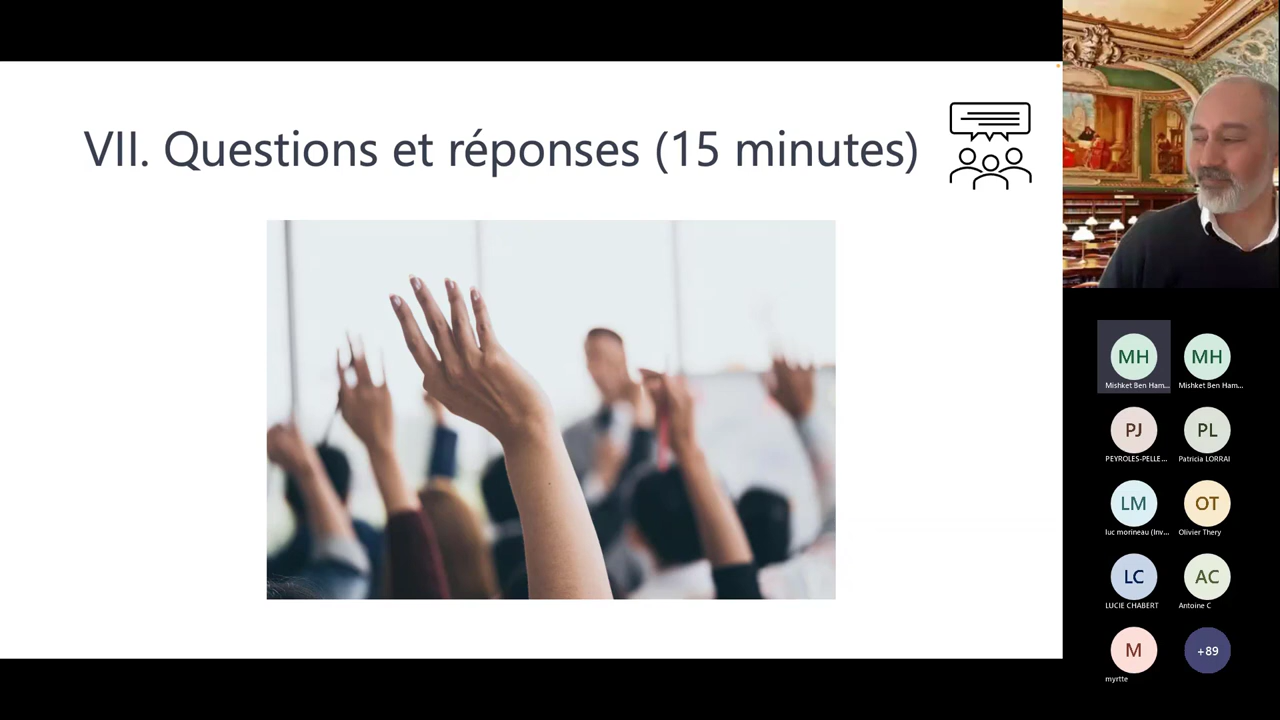 VII. Questions et réponses (15 minutes)
MH
MH
Mishket Ben Ham...
Mishket Ben Ham...
PJ
PL
PEYROLES-PELLE...
Patricia LORRAI
LM
OT
luc morineau (Inv...
Olivier Thery
LC
AC
LUCIE CHABERT
Antoine C
M
+89
myrtte